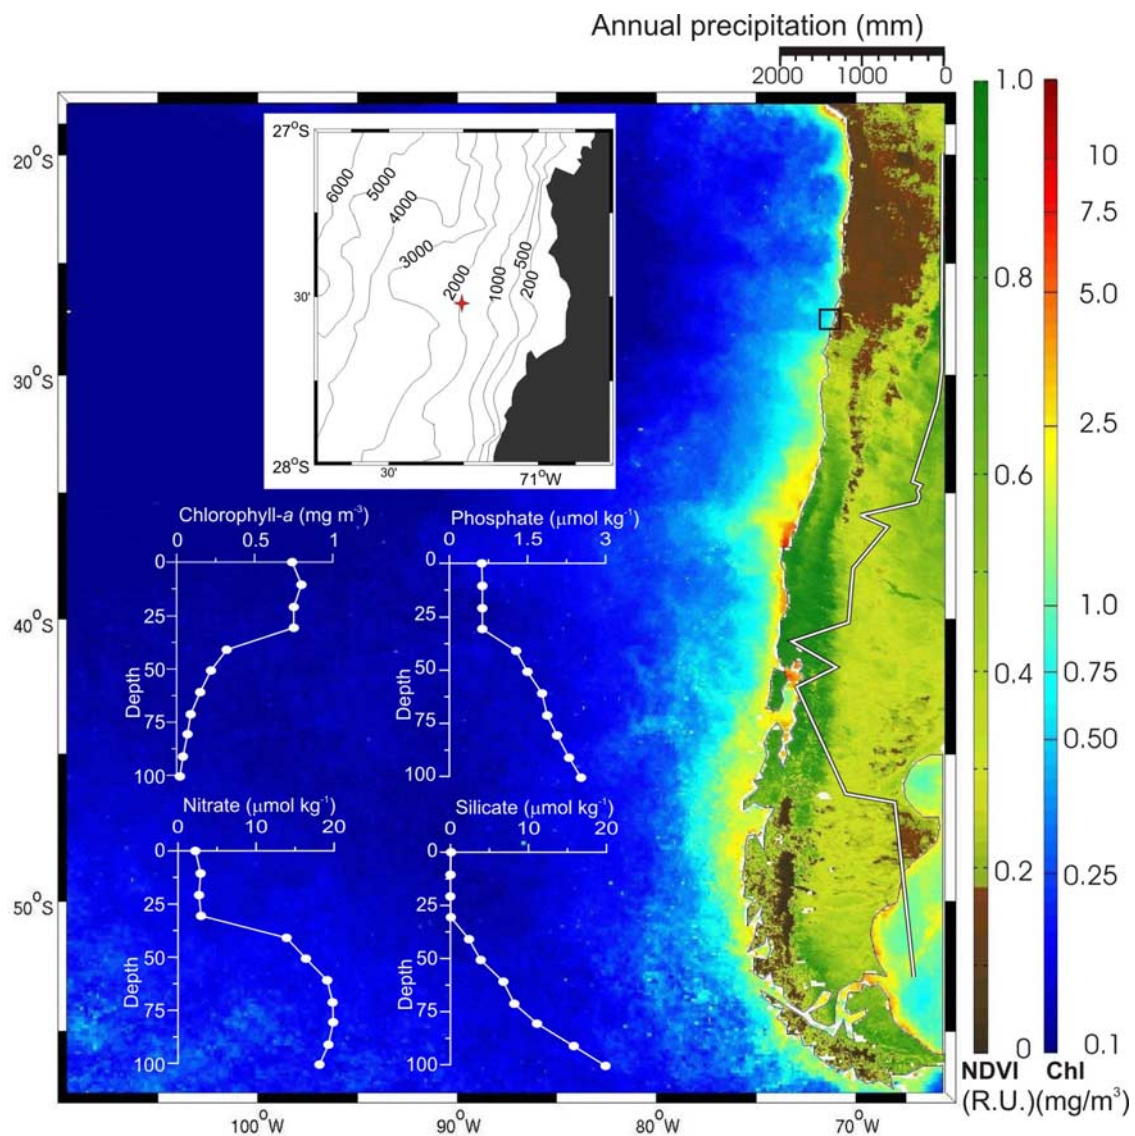 Annual precipitation (mm)
2000 1000 0
1.0
0.8
0.6
0.4
0.2
0
NDVI
(R.U.)
10
7.5
5.0
2.5
1.0
0.75
0.50
0.25
0.1
Chl
(mg/m³)
20°S
30°S
40°S
50°S
100°W 90°W 80°W 70°W
27°S
30'
28°S
30' 71°W
6000
5000
4000
3000
2000
1000
500
200
Chlorophyll-a (mg m⁻³)
0 0.5 1
0
25
50
75
100
Depth
Phosphate (μmol kg⁻¹)
0 1.5 3
0
25
50
75
100
Depth
Nitrate (μmol kg⁻¹)
0 10 20
0
25
50
75
100
Depth
Silicate (μmol kg⁻¹)
0 10 20
0
25
50
75
100
Depth